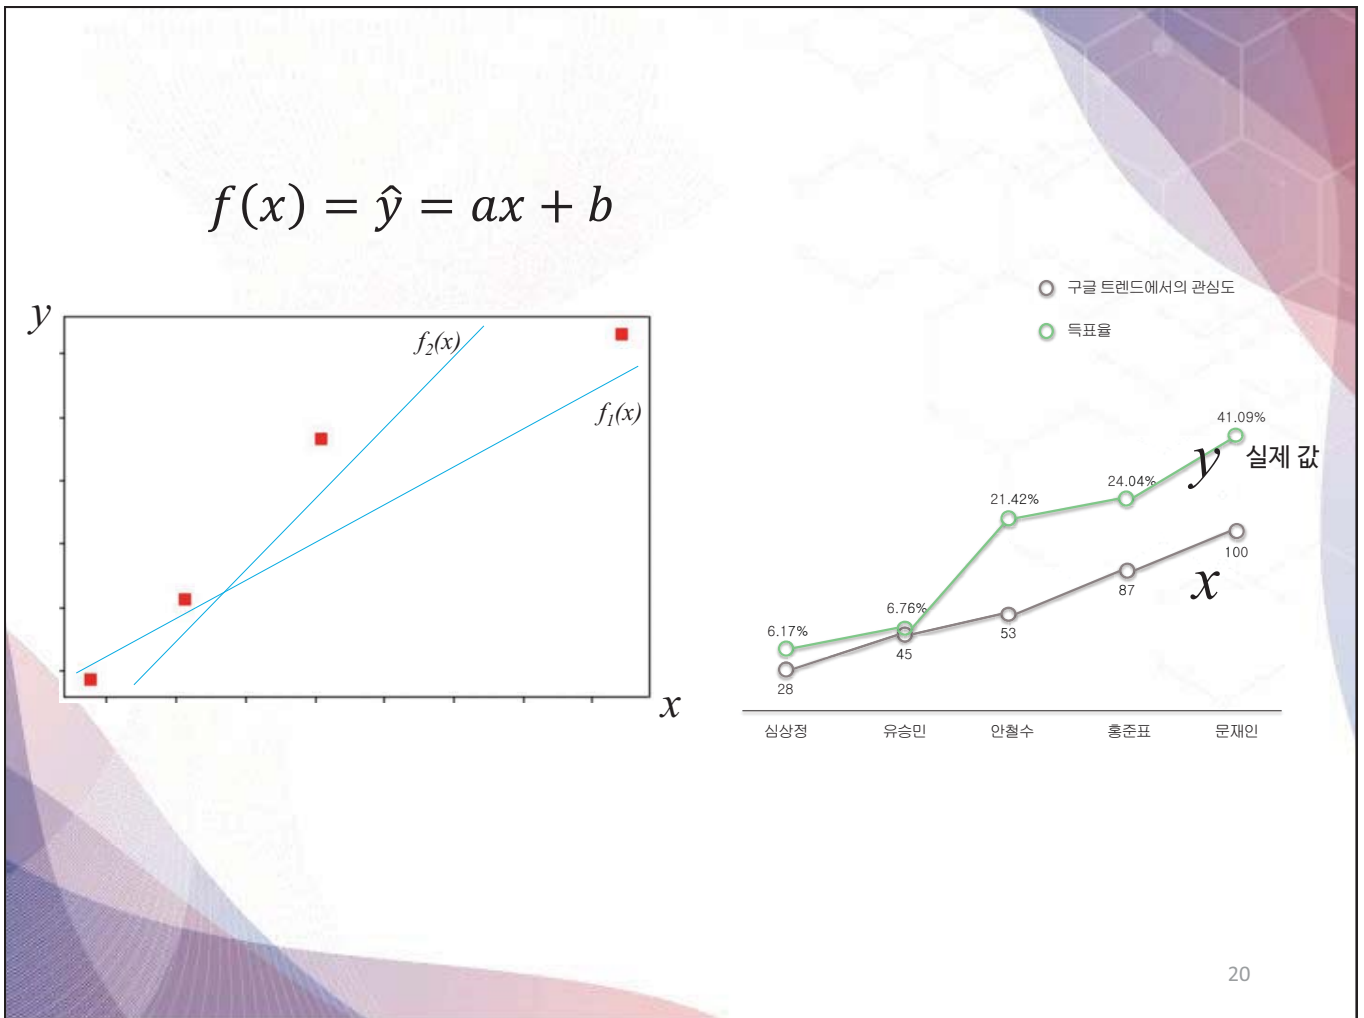 f(x) = ŷ = ax + b
y
f₂(x)
f₁(x)
x
구글 트렌드에서의 관심도
득표율
41.09%
y 실제 값
24.04%
21.42%
100
x
87
6.76%
53
6.17%
45
28
심상정 유승민 안철수 홍준표 문재인
20